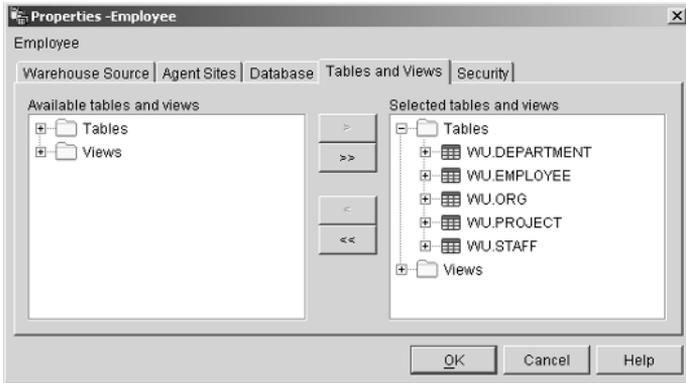 Properties -Employee
Employee
Warehouse Source Agent Sites Database Tables and Views Security
Available tables and views
Tables
Views
>
>>
<
<<
Selected tables and views
Tables
WU.DEPARTMENT
WU.EMPLOYEE
WU.ORG
WU.PROJECT
WU.STAFF
Views
OK Cancel Help